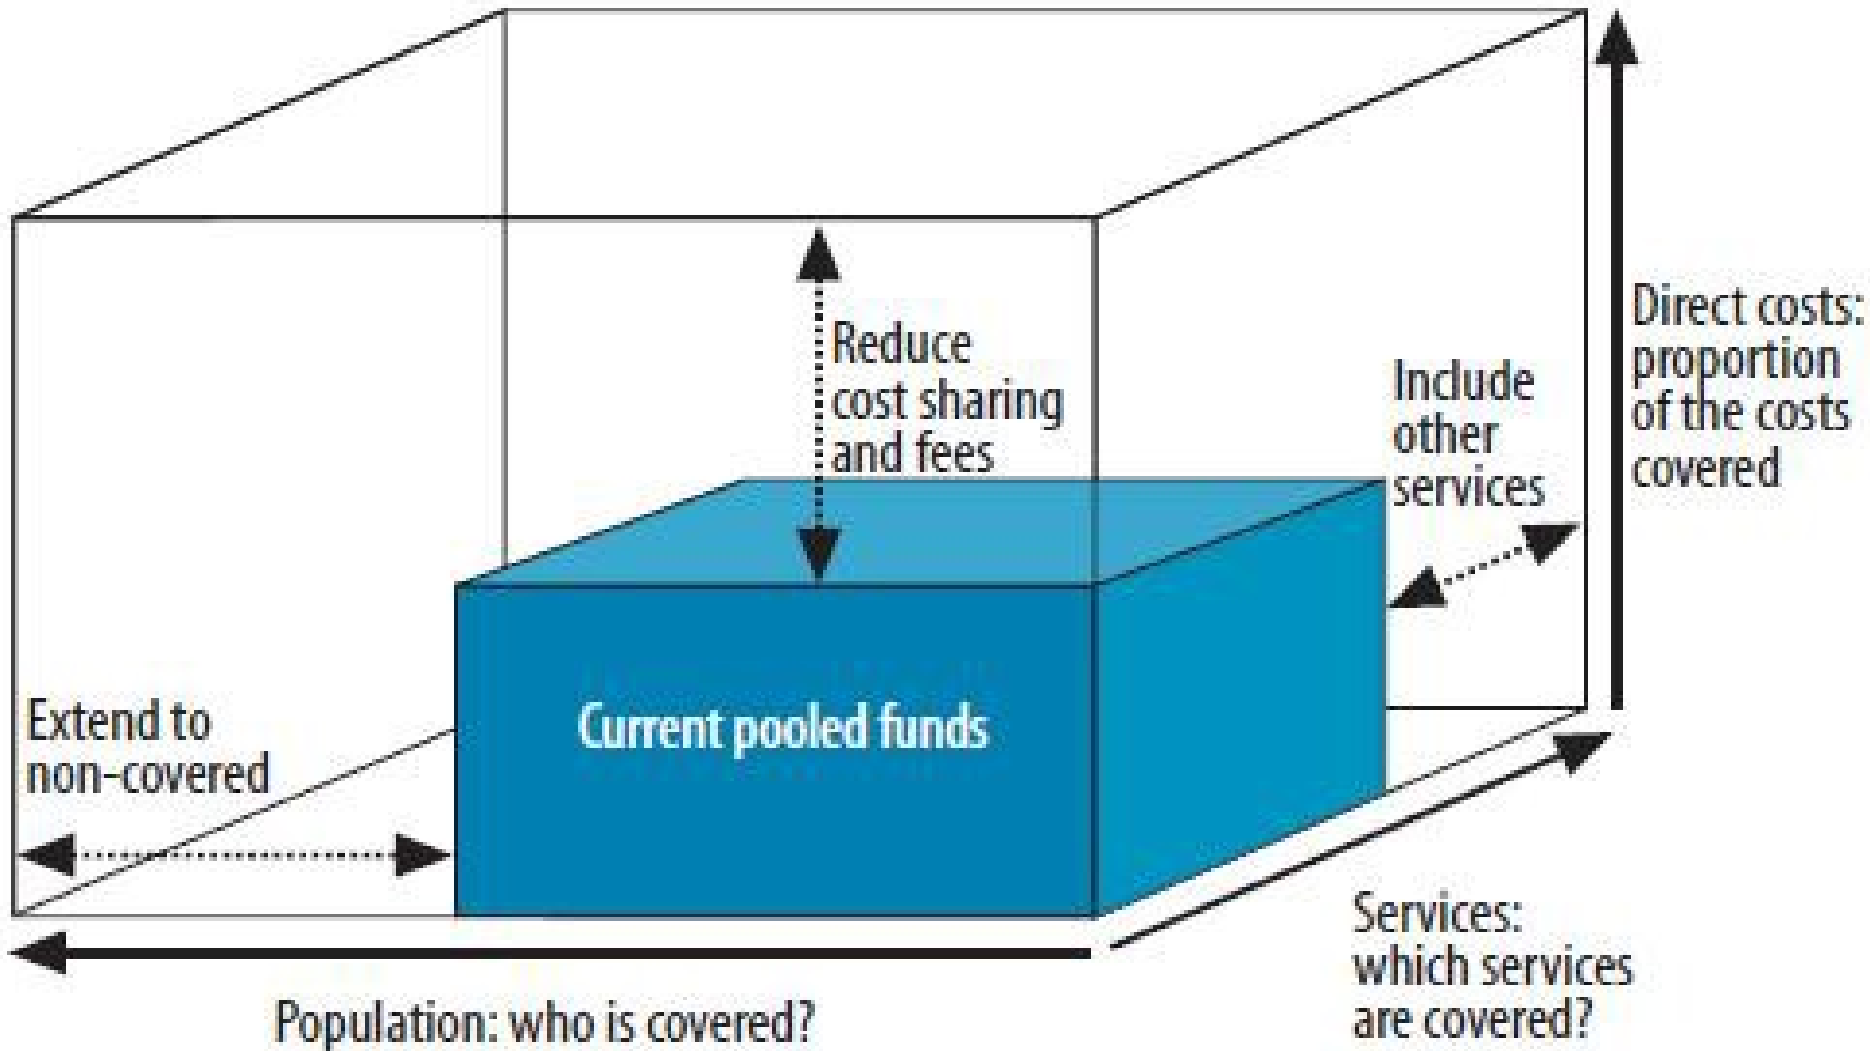 Reduce
cost sharing
and fees
Include
other
services
Direct costs:
proportion
of the costs
covered
Extend to
non-covered
Current pooled funds
Population: who is covered?
Services:
which services
are covered?